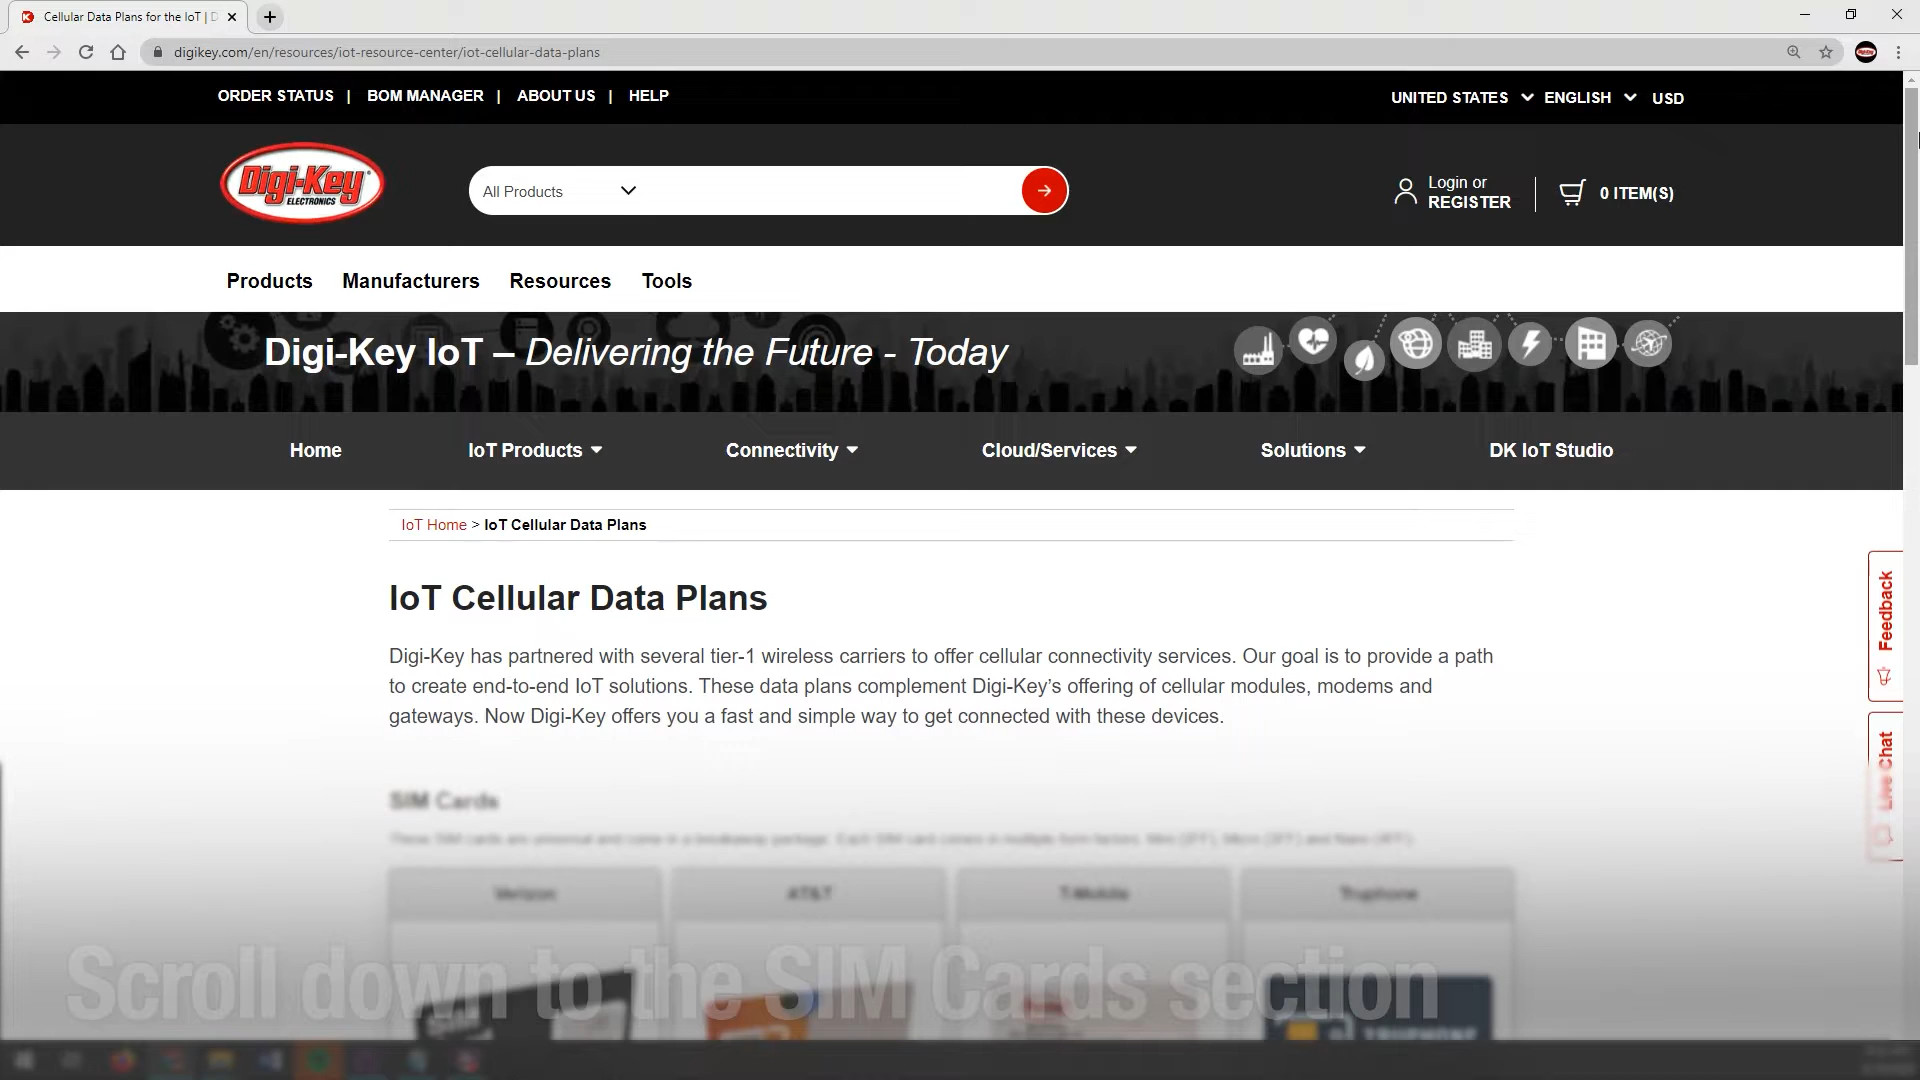 Cellular Data Plans for the IoT | D
digikey.com/en/resources/iot-resource-center/iot-cellular-data-plans
ORDER STATUS | BOM MANAGER | ABOUT US | HELP
UNITED STATES ENGLISH USD
Digi-Key
ELECTRONICS
All Products
Login or
REGISTER
0 ITEM(S)
Products Manufacturers Resources Tools
Digi-Key IoT – Delivering the Future - Today
Home IoT Products Connectivity Cloud/Services Solutions DK IoT Studio
IoT Home > IoT Cellular Data Plans
IoT Cellular Data Plans
Digi-Key has partnered with several tier-1 wireless carriers to offer cellular connectivity services. Our goal is to provide a path
to create end-to-end IoT solutions. These data plans complement Digi-Key’s offering of cellular modules, modems and
gateways. Now Digi-Key offers you a fast and simple way to get connected with these devices.
Feedback
Live Chat
SIM Cards
These SIM cards are universal and come in a breakaway package. Each SIM card comes in multiple form factors. Mini (2FF), Micro (3FF) and Nano (4FF).
Verizon AT&T T-Mobile Truphone
SIM
TRUPHONE
Scroll down to the SIM Cards section